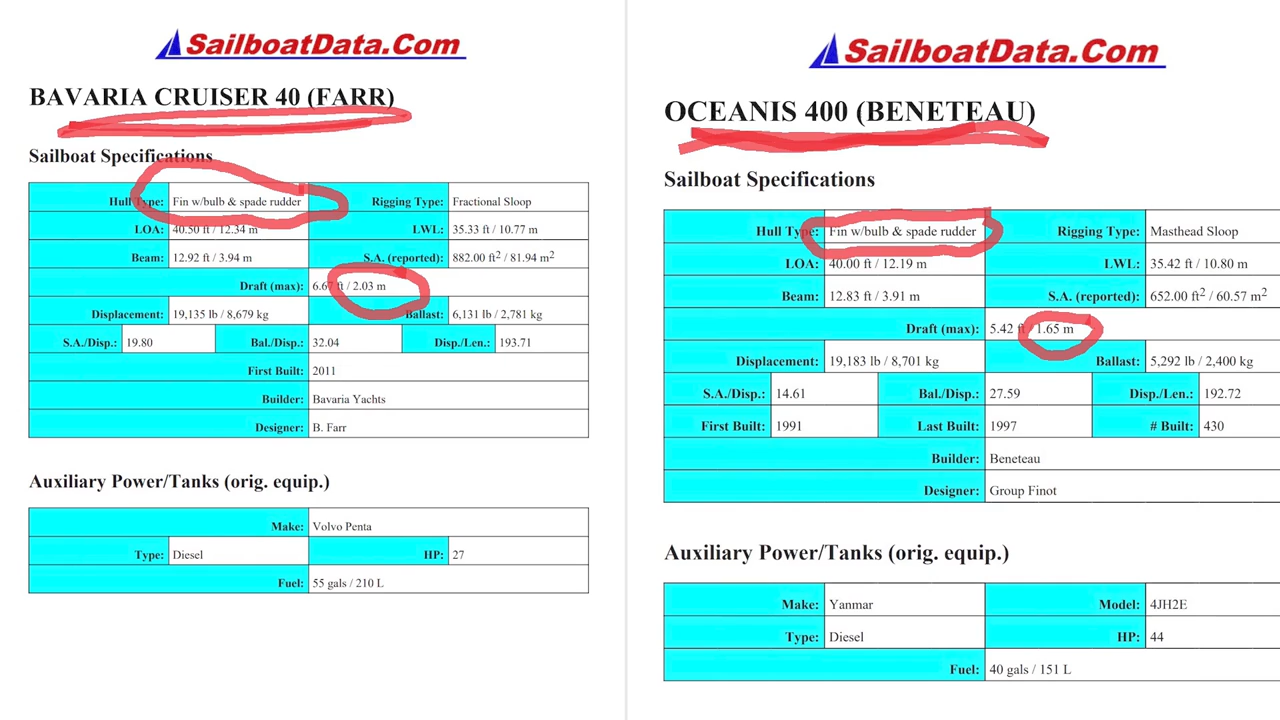 SailboatData.Com
BAVARIA CRUISER 40 (FARR)
Sailboat Specifications
Hull Type: Fin w/bulb & spade rudder Rigging Type: Fractional Sloop
LOA: 40.50 ft / 12.34 m LWL: 35.33 ft / 10.77 m
Beam: 12.92 ft / 3.94 m S.A. (reported): 882.00 ft² / 81.94 m²
Draft (max): 6.67 ft / 2.03 m
Displacement: 19,135 lb / 8,679 kg Ballast: 6,131 lb / 2,781 kg
S.A./Disp.: 19.80 Bal./Disp.: 32.04 Disp./Len.: 193.71
First Built: 2011
Builder: Bavaria Yachts
Designer: B. Farr
Auxiliary Power/Tanks (orig. equip.)
Make: Volvo Penta
Type: Diesel HP: 27
Fuel: 55 gals / 210 L
SailboatData.Com
OCEANIS 400 (BENETEAU)
Sailboat Specifications
Hull Type: Fin w/bulb & spade rudder Rigging Type: Masthead Sloop
LOA: 40.00 ft / 12.19 m LWL: 35.42 ft / 10.80 m
Beam: 12.83 ft / 3.91 m S.A. (reported): 652.00 ft² / 60.57 m²
Draft (max): 5.42 ft / 1.65 m
Displacement: 19,183 lb / 8,701 kg Ballast: 5,292 lb / 2,400 kg
S.A./Disp.: 14.61 Bal./Disp.: 27.59 Disp./Len.: 192.72
First Built: 1991 Last Built: 1997 # Built: 430
Builder: Beneteau
Designer: Group Finot
Auxiliary Power/Tanks (orig. equip.)
Make: Yanmar Model: 4JH2E
Type: Diesel HP: 44
Fuel: 40 gals / 151 L